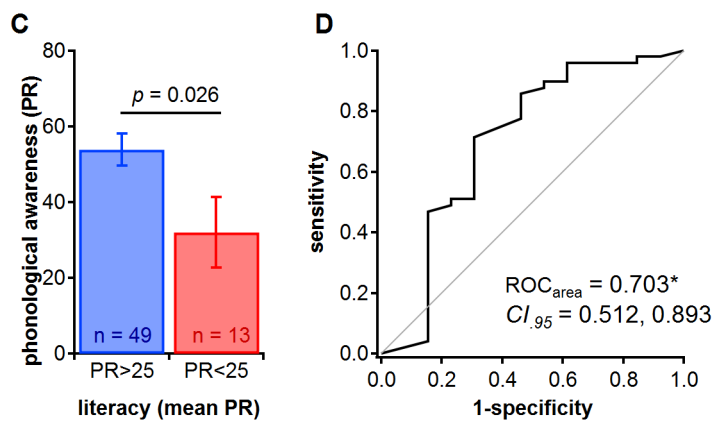 C
phonological awareness (PR)
80
60
40
20
0
p = 0.026
n = 49
n = 13
PR>25
PR<25
literacy (mean PR)
D
sensitivity
1.0
0.8
0.6
0.4
0.2
0.0
ROCarea = 0.703*
CI.95 = 0.512, 0.893
0.0 0.2 0.4 0.6 0.8 1.0
1-specificity